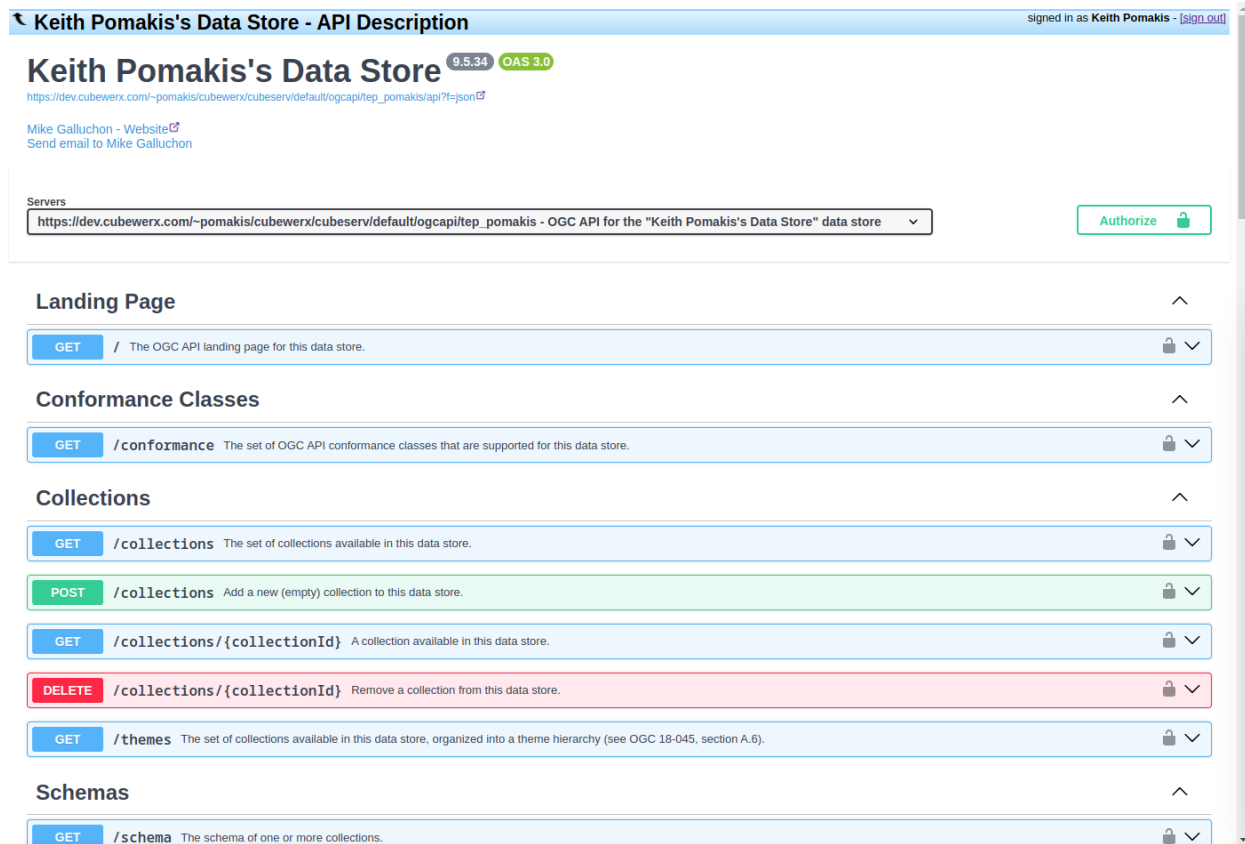 Keith Pomakis's Data Store - API Description
signed in as Keith Pomakis - [sign out]
Keith Pomakis's Data Store 9.5.34 OAS 3.0
https://dev.cubewerx.com/~pomakis/cubewerx/cubeserv/default/ogcapi/tep_pomakis/api?f=json
Mike Galluchon - Website
Send email to Mike Galluchon
Servers
https://dev.cubewerx.com/~pomakis/cubewerx/cubeserv/default/ogcapi/tep_pomakis - OGC API for the "Keith Pomakis's Data Store" data store
Authorize
Landing Page
GET / The OGC API landing page for this data store.
Conformance Classes
GET /conformance The set of OGC API conformance classes that are supported for this data store.
Collections
GET /collections The set of collections available in this data store.
POST /collections Add a new (empty) collection to this data store.
GET /collections/{collectionId} A collection available in this data store.
DELETE /collections/{collectionId} Remove a collection from this data store.
GET /themes The set of collections available in this data store, organized into a theme hierarchy (see OGC 18-045, section A.6).
Schemas
GET /schema The schema of one or more collections.